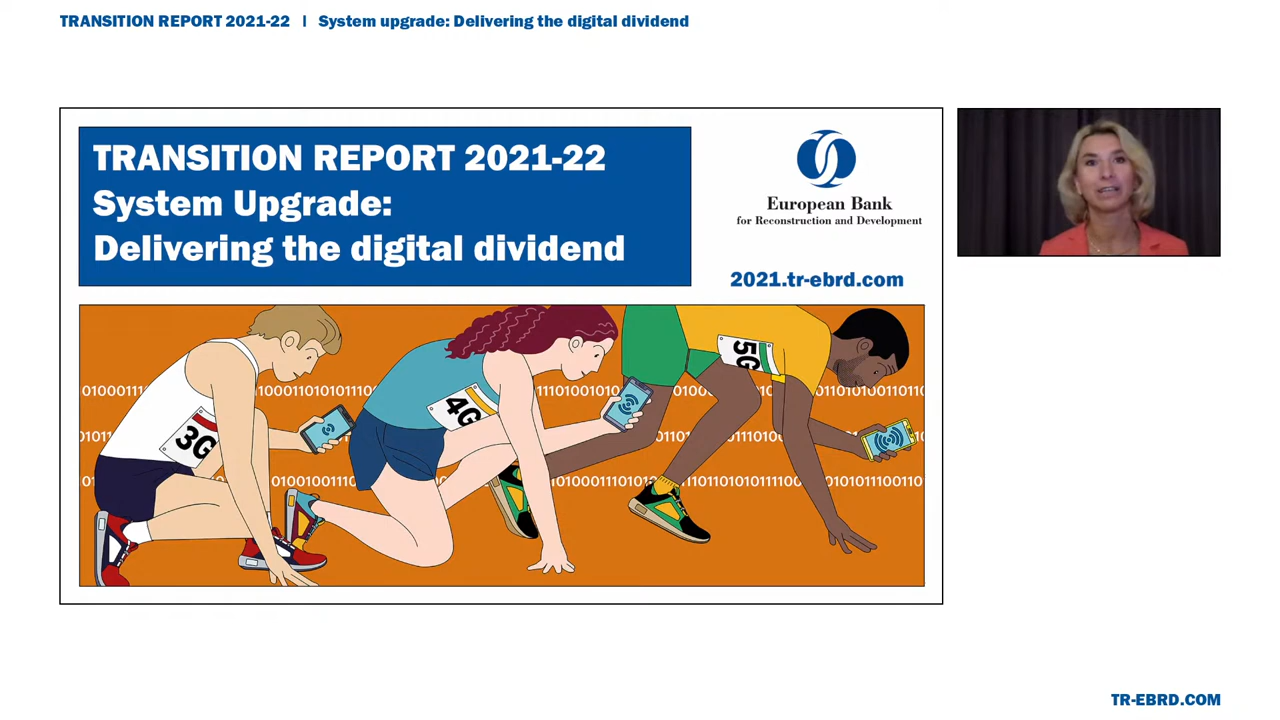 TRANSITION REPORT 2021-22 | System upgrade: Delivering the digital dividend
TRANSITION REPORT 2021-22
System Upgrade:
Delivering the digital dividend
European Bank
for Reconstruction and Development
2021.tr-ebrd.com
3G
4G
5G
TR-EBRD.COM